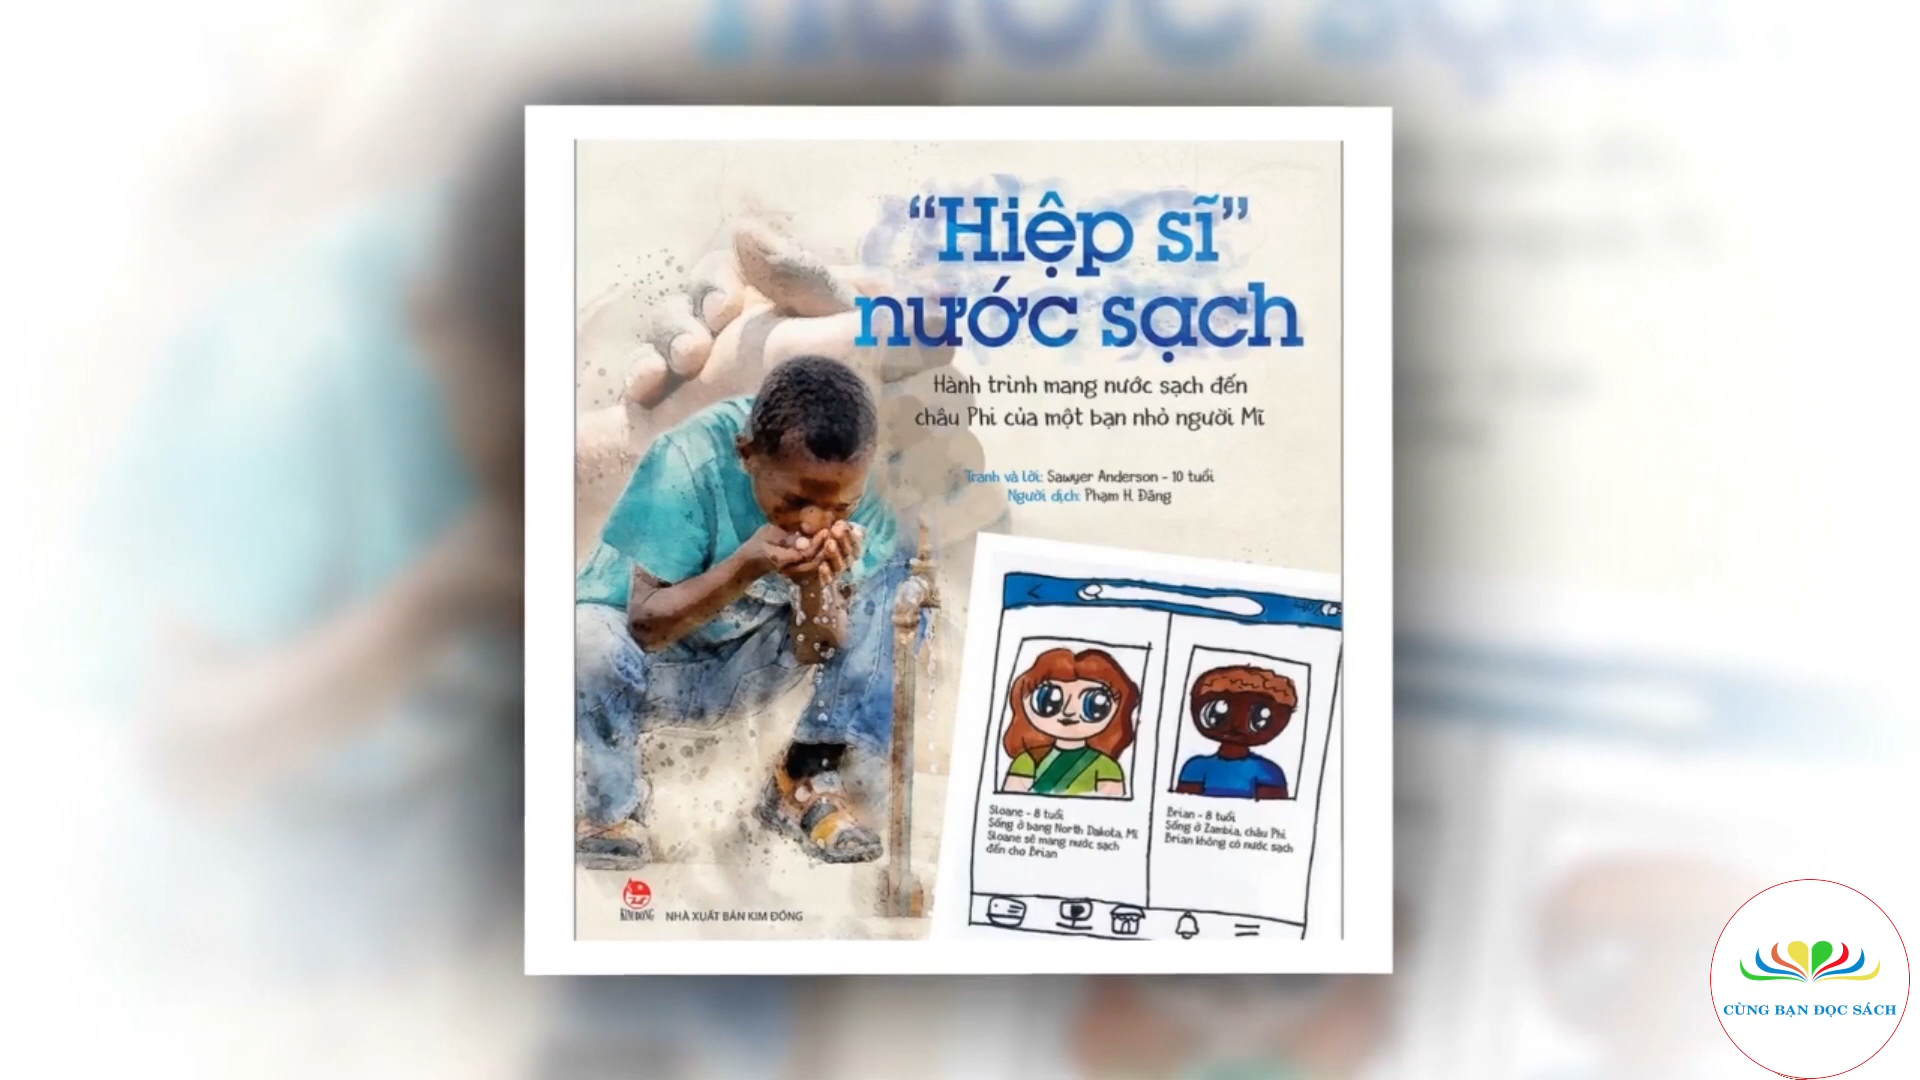 “Hiệp sĩ”
nước sạch
Hành trình mang nước sạch đến
châu Phi của một bạn nhỏ người Mĩ
Tranh và lời: Sawyer Anderson - 10 tuổi
Người dịch: Phạm H. Đăng
Sloane - 8 tuổi
Sống ở bang North Dakota, Mĩ
Sloane sẽ mang nước sạch
đến cho Brian
Brian - 8 tuổi
Sống ở Zambia, châu Phi
Brian không có nước sạch
KIM ĐỒNG
NHÀ XUẤT BẢN KIM ĐỒNG
CÙNG BẠN ĐỌC SÁCH